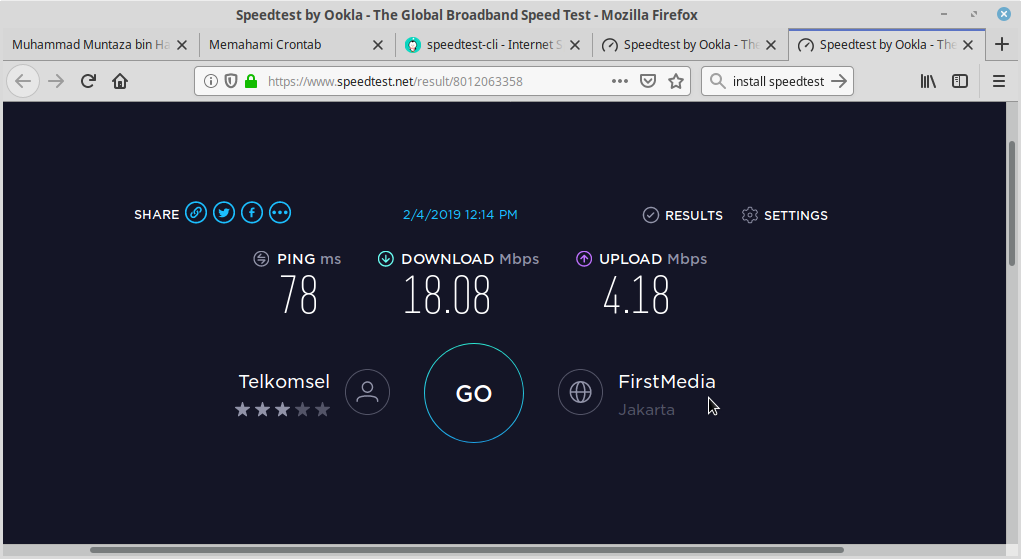 Speedtest by Ookla - The Global Broadband Speed Test - Mozilla Firefox
Muhammad Muntaza bin Ha
Memahami Crontab
speedtest-cli - Internet S
Speedtest by Ookla - The
Speedtest by Ookla - The
https://www.speedtest.net/result/8012063358
install speedtest
SHARE
2/4/2019 12:14 PM
RESULTS
SETTINGS
PING ms
DOWNLOAD Mbps
UPLOAD Mbps
78
18.08
4.18
Telkomsel
GO
FirstMedia
Jakarta